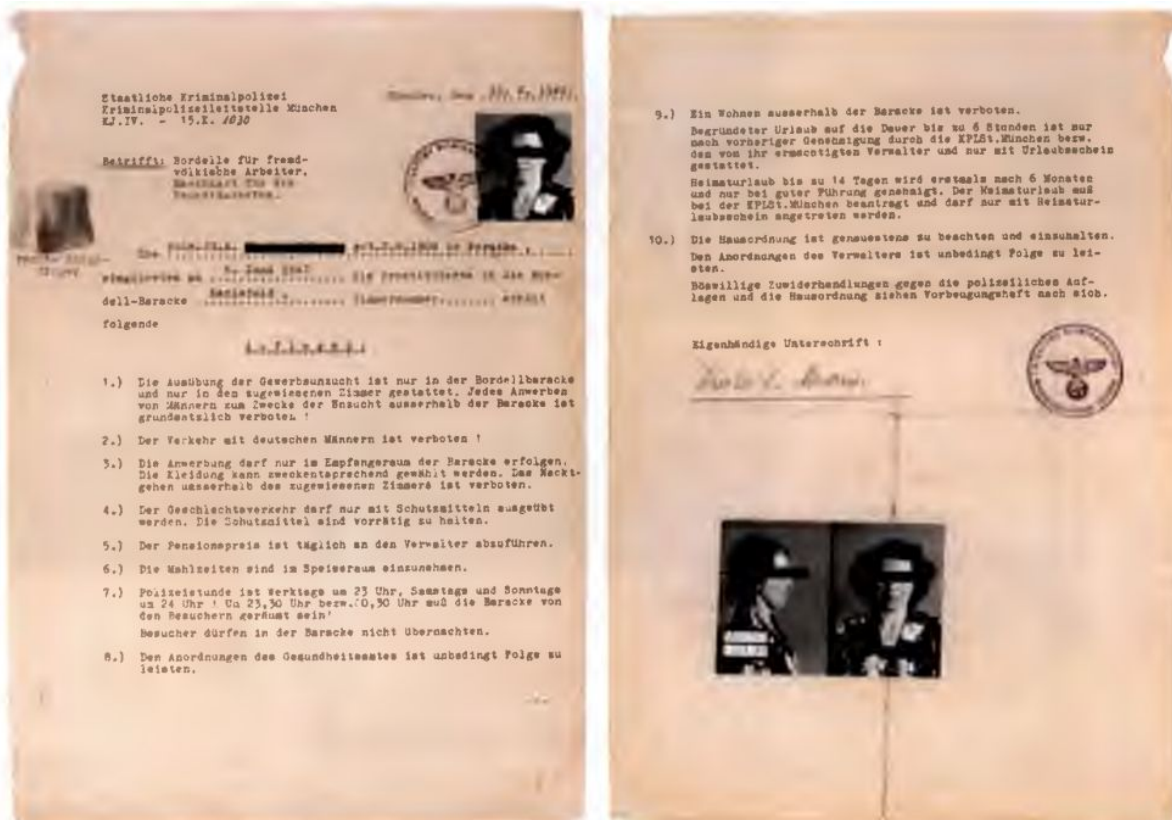 Staatliche Kriminalpolizei
Kriminalpolizeileitstelle München
KJ.IV. - 15.K. 1030
Betrifft: Bordelle für fremd-
völkische Arbeiter.
dell-Baracke
erhält
folgende
1.) Die Ausübung der Gewerbsunzucht ist nur in der Bordellbaracke
und nur in den zugewiesenen Zimmer gestattet. Jedes Anwerben
von Männern zum Zwecke der Unzucht ausserhalb der Baracke ist
grundsätzlich verboten !
2.) Der Verkehr mit deutschen Männern ist verboten !
3.) Die Anwerbung darf nur im Empfangsraum der Baracke erfolgen.
Die Kleidung kann zweckentsprechend gewählt werden. Das Nackt-
gehen ausserhalb des zugewiesenen Zimmers ist verboten.
4.) Der Geschlechtsverkehr darf nur mit Schutzmitteln ausgeübt
werden. Die Schutzmittel sind vorrätig zu halten.
5.) Der Pensionspreis ist täglich an den Verwalter abzuführen.
6.) Die Mahlzeiten sind im Speiseraum einzunehmen.
7.) Polizeistunde ist Werktags um 23 Uhr, Samstags und Sonntags
um 24 Uhr ! Um 23,30 Uhr bezw. 0,30 Uhr muß die Baracke von
den Besuchern geräumt sein!
Besucher dürfen in der Baracke nicht übernachten.
8.) Den Anordnungen des Gesundheitsamtes ist unbedingt Folge zu
leisten.
9.) Ein Wohnen ausserhalb der Baracke ist verboten.
Begründeter Urlaub auf die Dauer bis zu 6 Stunden ist nur
nach vorheriger Genehmigung durch die KPLSt.München bezw.
den von ihr ermächtigten Verwalter und nur mit Urlaubsschein
gestattet.
Heimaturlaub bis zu 14 Tagen wird erstmals nach 6 Monaten
und nur bei guter Führung genehmigt. Der Heimaturlaub muß
bei der KPLSt.München beantragt und darf nur mit Heimatur-
laubsschein angetreten werden.
10.) Die Hausordnung ist genauestens zu beachten und einzuhalten.
Den Anordnungen des Verwalters ist unbedingt Folge zu lei-
sten.
Böswillige Zuwiderhandlungen gegen die polizeilichen Auf-
lagen und die Hausordnung ziehen Vorbeugungshaft nach sich.
Eigenhändige Unterschrift :